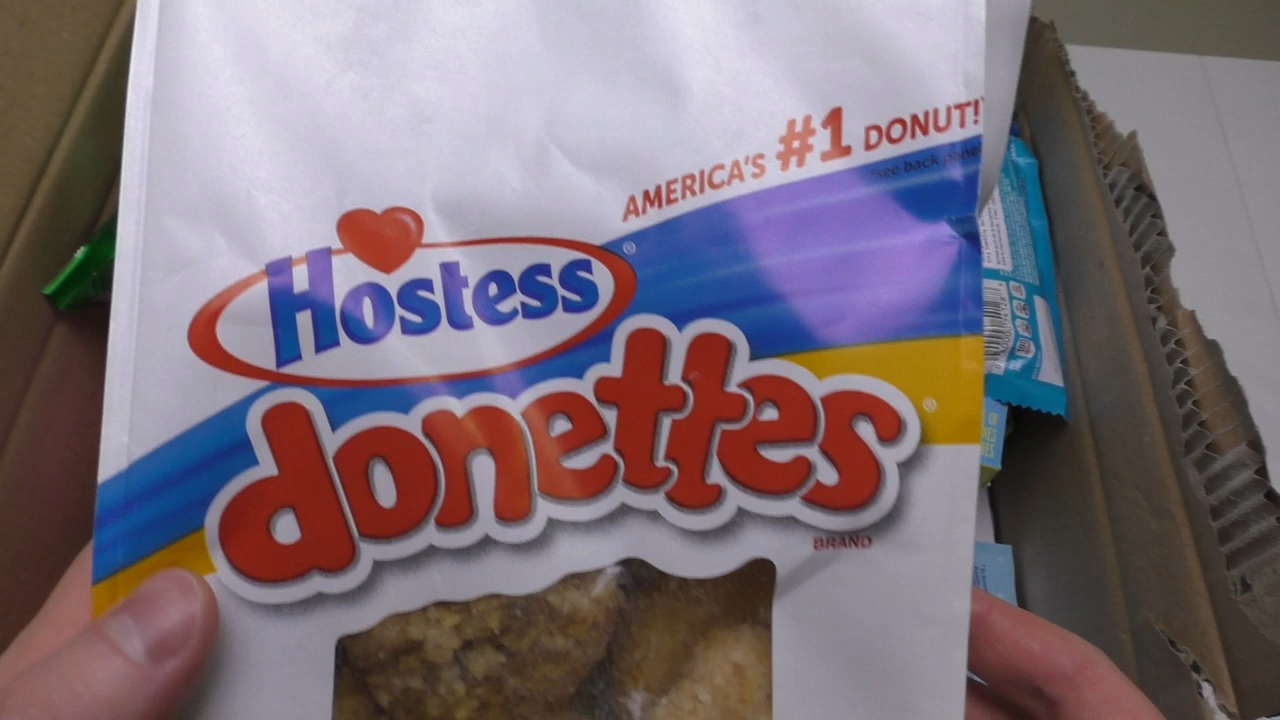 AMERICA'S #1 DONUT!
see back panel
Hostess®
donettes®
BRAND